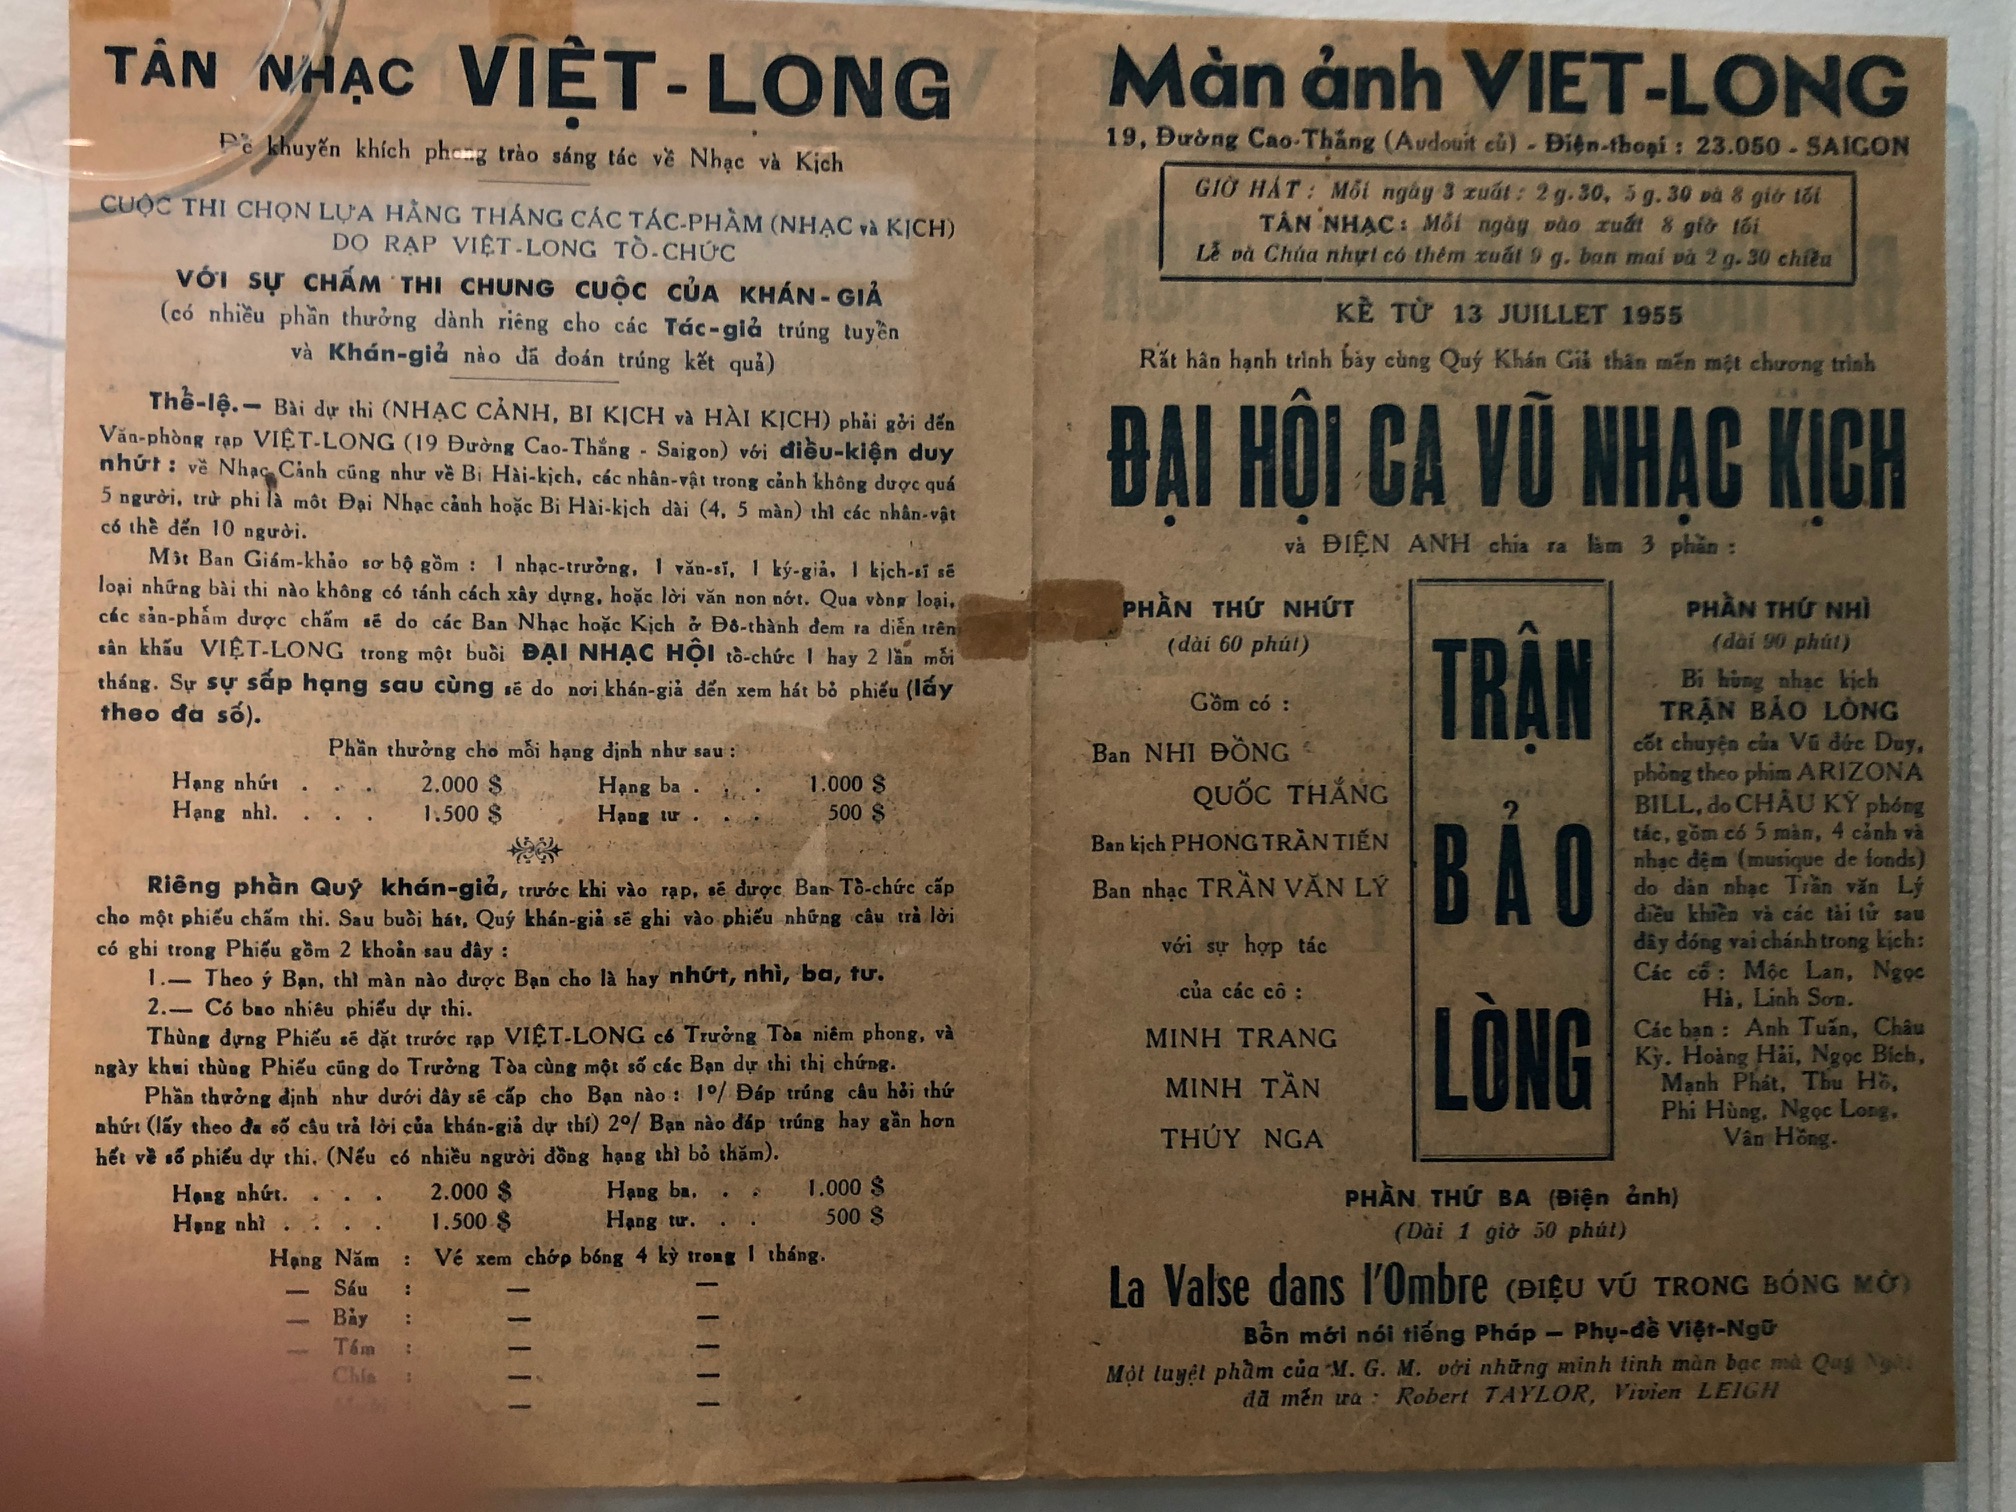 TÂN NHẠC VIỆT - LONG
Để khuyến khích phong trào sáng tác về Nhạc và Kịch
CUỘC THI CHỌN LỰA HẰNG THÁNG CÁC TÁC-PHẦM (NHẠC và KỊCH)
DO RẠP VIỆT-LONG TỒ-CHỨC
VỚI SỰ CHẤM THI CHUNG CUỘC CỦA KHÁN-GIẢ
(có nhiều phần thưởng dành riêng cho các Tác-giả trúng tuyền
và Khán-giả nào đã đoán trúng kết quả)
Thể-lệ.— Bài dự thi (NHẠC CẢNH, BI KỊCH và HÀI KỊCH) phải gởi đến
Văn-phòng rạp VIỆT-LONG (19 Đường Cao-Thắng - Saigon) với điều-kiện duy
nhứt : về Nhạc Cảnh cũng như về Bi Hài-kịch, các nhân-vật trong cảnh không được quá
5 người, trừ phi là một Đại Nhạc cảnh hoặc Bi Hài-kịch dài (4, 5 màn) thì các nhân-vật
có thề đến 10 người.
Một Ban Giám-khảo sơ bộ gồm : 1 nhạc-trưởng, 1 văn-sĩ, 1 ký-giả, 1 kịch-sĩ sẽ
loại những bài thi nào không có tánh cách xây dựng, hoặc lời văn non nớt. Qua vòng loại,
các sản-phẩm được chấm sẽ do các Ban Nhạc hoặc Kịch ở Đô-thành đem ra diễn trên
sân khấu VIỆT-LONG trong một buồi ĐẠI NHẠC HỘI tồ-chức 1 hay 2 lần mỗi
tháng. Sự sự sắp hạng sau cùng sẽ do nơi khán-giả đến xem hát bỏ phiếu (lấy
theo đa số).
Phần thưởng cho mỗi hạng định như sau :
Hạng nhứt . . . 2.000 $ Hạng ba . . . 1.000 $
Hạng nhì. . . . 1.500 $ Hạng tư . . . 500 $
Riêng phần Quý khán-giả, trước khi vào rạp, sẽ được Ban Tồ-chức cấp
cho một phiếu chấm thi. Sau buồi hát, Quý khán-giả sẽ ghi vào phiếu những câu trả lời
có ghi trong Phiếu gồm 2 khoản sau đây :
1.— Theo ý Bạn, thì màn nào được Bạn cho là hay nhứt, nhì, ba, tư.
2.— Có bao nhiêu phiếu dự thi.
Thùng đựng Phiếu sẽ đặt trước rạp VIỆT-LONG có Trưởng Tòa niêm phong, và
ngày khui thùng Phiếu cũng do Trưởng Tòa cùng một số các Bạn dự thi thị chứng.
Phần thưởng định như dưới đây sẽ cấp cho Bạn nào : 1º/ Đáp trúng câu hỏi thứ
nhứt (lấy theo đa số câu trả lời của khán-giả dự thí) 2º/ Bạn nào đáp trúng hay gần hơn
hết về số phiếu dự thi. (Nếu có nhiều người đồng hạng thì bỏ thăm).
Hạng nhứt. . . . 2.000 $ Hạng ba. . . 1.000 $
Hạng nhì . . . . 1.500 $ Hạng tư. . . 500 $
Hạng Năm : Vé xem chớp bóng 4 kỳ trong 1 tháng.
— Sáu : — —
— Bảy : — —
— Tám : — —
— Chín : — —
— —
Màn ảnh VIET-LONG
19, Đường Cao-Thắng (Audouit cũ) - Điện-thoại : 23.050 - SAIGON
GIỜ HÁT : Mỗi ngày 3 xuất : 2 g.30, 5 g.30 và 8 giờ tối
TÂN NHẠC : Mỗi ngày vào xuất 8 giờ tối
Lễ và Chúa nhựt có thêm xuất 9 g. ban mai và 2 g.30 chiều
KỀ TỪ 13 JUILLET 1955
Rất hân hạnh trình bày cùng Quý Khán Giả thân mến một chương trình
ĐẠI HỘI CA VŨ NHẠC KỊCH
và ĐIỆN ANH chia ra làm 3 phần :
PHẦN THỨ NHỨT
(dài 60 phút)
Gồm có :
Ban NHI ĐỒNG
QUỐC THẮNG
Ban kịch PHONG TRẦN TIẾN
Ban nhạc TRẦN VĂN LÝ
với sự hợp tác
của các cô :
MINH TRANG
MINH TẦN
THÚY NGA
TRẬN
BẢO
LÒNG
PHẦN THỨ NHÌ
(dài 90 phút)
Bi hùng nhạc kịch
TRẬN BẢO LÒNG
cốt chuyện của Vũ đức Duy,
phỏng theo phim ARIZONA
BILL, do CHÂU KỲ phóng
tác, gồm có 5 màn, 4 cảnh và
nhạc đệm (musique de fonds)
do dàn nhạc Trần văn Lý
điều khiền và các tài tử sau
đây đóng vai chánh trong kịch:
Các cô : Mộc Lan, Ngọc
Hà, Linh Sơn.
Các bạn : Anh Tuấn, Châu
Kỳ, Hoàng Hải, Ngọc Bích,
Mạnh Phát, Thu Hồ,
Phi Hùng, Ngọc Long,
Vân Hồng.
PHẦN THỨ BA (Điện ảnh)
(Dài 1 giờ 50 phút)
La Valse dans l'Ombre (ĐIỆU VŨ TRONG BÓNG MỜ)
Bồn mới nói tiếng Pháp — Phụ-đề Việt-Ngữ
Một tuyệt phầm của M. G. M. với những minh tinh màn bạc mà Quý
đã mến ưa : Robert TAYLOR, Vivien LEIGH